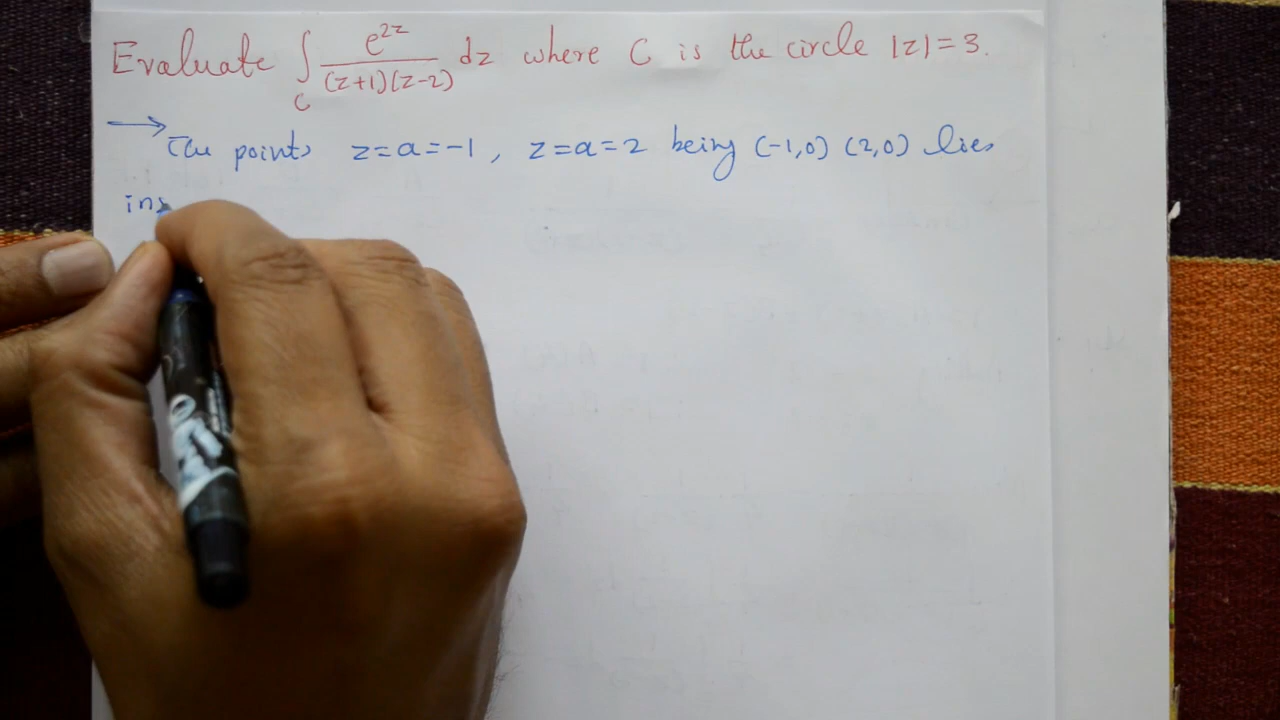 Evaluate ∫_C e^{2z}/((z+1)(z-2)) dz where C is the circle |z|=3.
→ The points z=a=-1, z=a=2 being (-1,0) (2,0) lies
ins